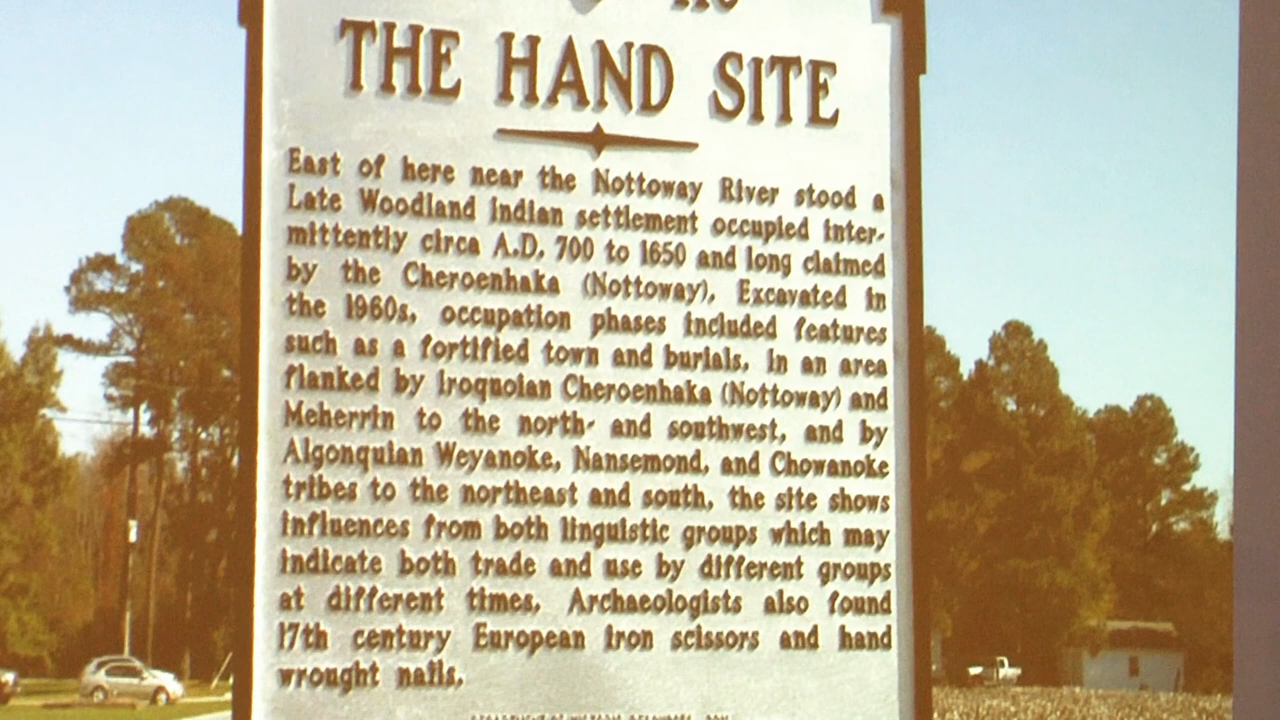 THE HAND SITE
East of here near the Nottoway River stood a
Late Woodland Indian settlement occupied inter-
mittently circa A.D. 700 to 1650 and long claimed
by the Cheroenhaka (Nottoway). Excavated in
the 1960s, occupation phases included features
such as a fortified town and burials. In an area
flanked by Iroquoian Cheroenhaka (Nottoway) and
Meherrin to the north- and southwest, and by
Algonquian Weyanoke, Nansemond, and Chowanoke
tribes to the northeast and south, the site shows
influences from both linguistic groups which may
indicate both trade and use by different groups
at different times. Archaeologists also found
17th century European iron scissors and hand
wrought nails.